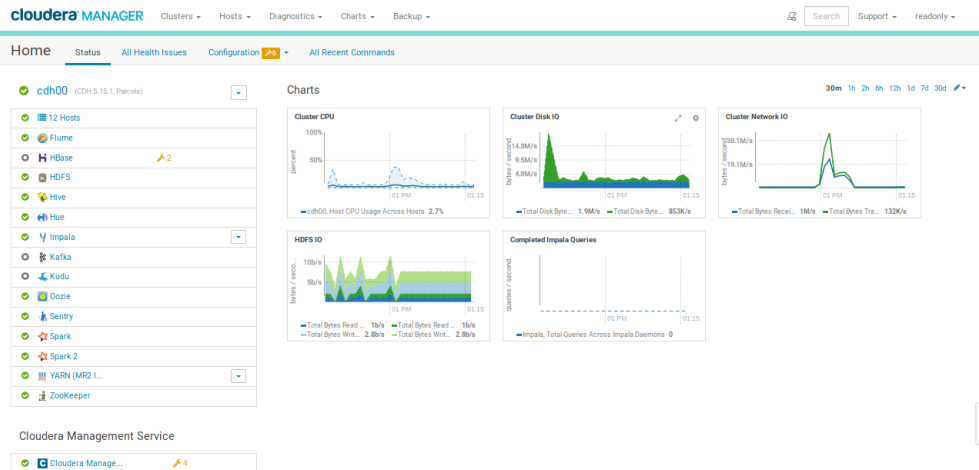 cloudera MANAGER Clusters Hosts Diagnostics Charts Backup Search Support readonly
Home Status All Health Issues Configuration 6 All Recent Commands
cdh00 (CDH 5.15.1, Parcels)
12 Hosts
Flume
HBase 2
HDFS
Hive
Hue
Impala
Kafka
Kudu
Oozie
Sentry
Spark
Spark 2
YARN (MR2 I...
ZooKeeper
Cloudera Management Service
Cloudera Manage... 4
Charts 30m 1h 2h 6h 12h 1d 7d 30d
Cluster CPU
percent
100%
50%
01 PM 01:15
cdh00, Host CPU Usage Across Hosts 2.7%
Cluster Disk IO
bytes / second
14.3M/s
9.5M/s
4.8M/s
01 PM 01:15
Total Disk Byte... 1.9M/s Total Disk Byte... 853K/s
Cluster Network IO
bytes / second
38.1M/s
19.1M/s
01 PM 01:15
Total Bytes Recei... 1M/s Total Bytes Tra... 132K/s
HDFS IO
bytes / seco...
10b/s
5b/s
01 PM 01:15
Total Bytes Read ... 1b/s Total Bytes Read ... 1b/s
Total Bytes Writ... 2.8b/s Total Bytes Writ... 2.8b/s
Completed Impala Queries
queries / second
01 PM 01:15
Impala, Total Queries Across Impala Daemons 0